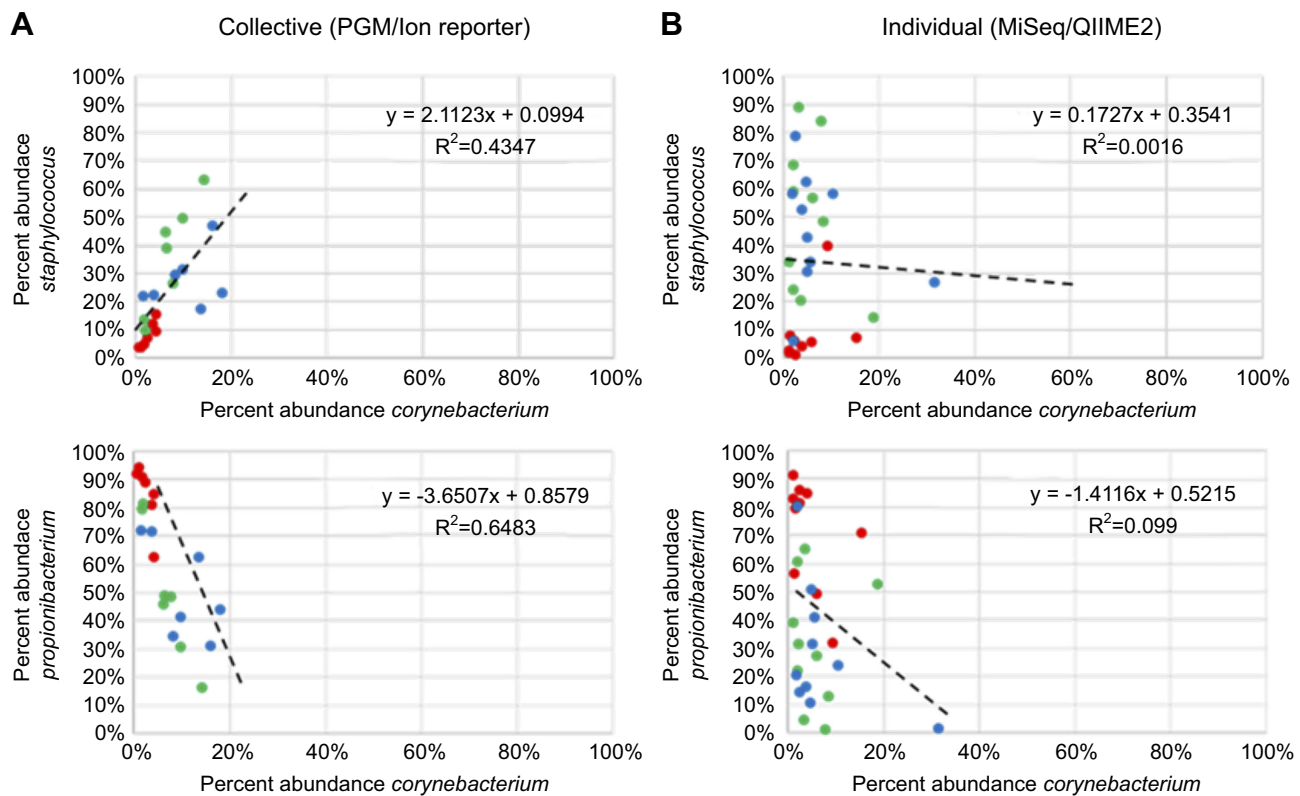 A
Collective (PGM/Ion reporter)
100%
90%
80%
70%
60%
50%
40%
30%
20%
10%
0%
Percent abundace
staphylococcus
y = 2.1123x + 0.0994
R²=0.4347
0% 20% 40% 60% 80% 100%
Percent abundance corynebacterium
100%
90%
80%
70%
60%
50%
40%
30%
20%
10%
0%
Percent abundace
propionibacterium
y = -3.6507x + 0.8579
R²=0.6483
0% 20% 40% 60% 80% 100%
Percent abundance corynebacterium
B
Individual (MiSeq/QIIME2)
100%
90%
80%
70%
60%
50%
40%
30%
20%
10%
0%
Percent abundace
staphylococcus
y = 0.1727x + 0.3541
R²=0.0016
0% 20% 40% 60% 80% 100%
Percent abundance corynebacterium
100%
90%
80%
70%
60%
50%
40%
30%
20%
10%
0%
Percent abundace
propionibacterium
y = -1.4116x + 0.5215
R²=0.099
0% 20% 40% 60% 80% 100%
Percent abundance corynebacterium